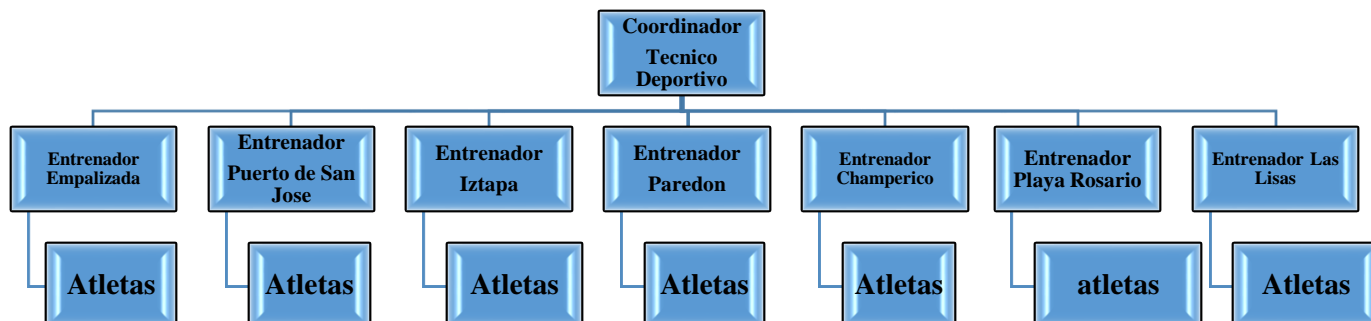 Coordinador
Tecnico
Deportivo
Entrenador
Empalizada
Entrenador
Puerto de San
Jose
Entrenador
Iztapa
Entrenador
Paredon
Entrenador
Champerico
Entrenador
Playa Rosario
Entrenador Las
Lisas
Atletas
Atletas
Atletas
Atletas
Atletas
atletas
Atletas